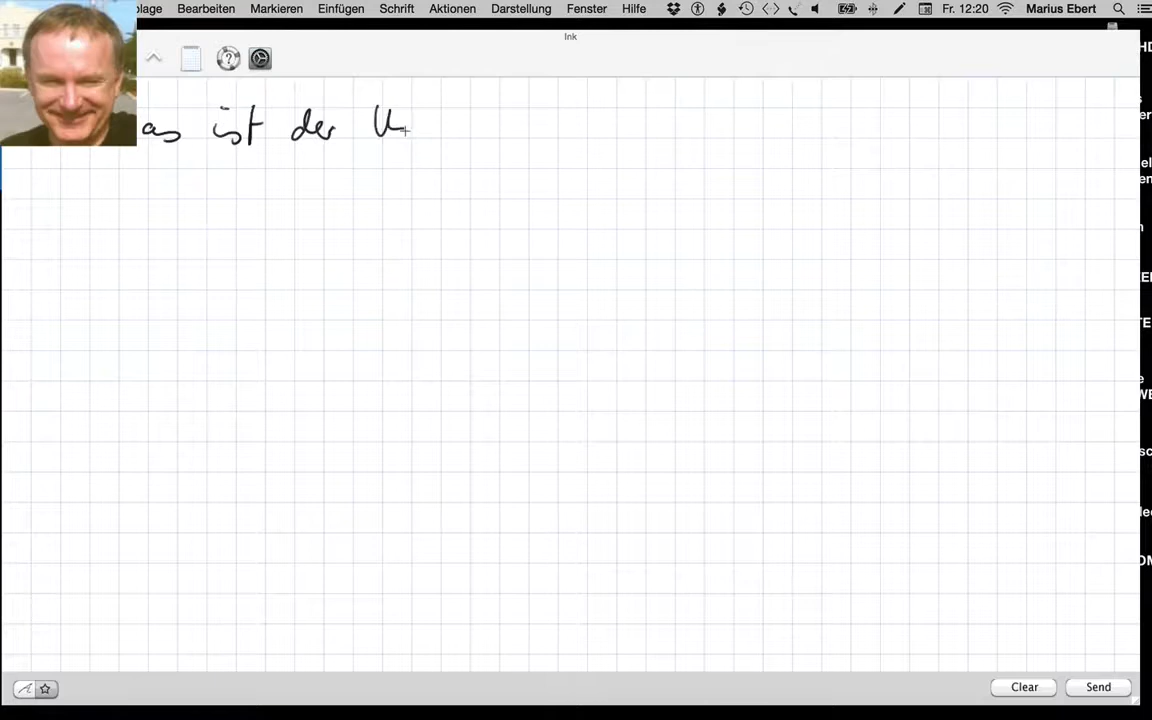 blage Bearbeiten Markieren Einfügen Schrift Aktionen Darstellung Fenster Hilfe Fr. 12:20 Marius Ebert
Ink
as ist der U
Clear Send